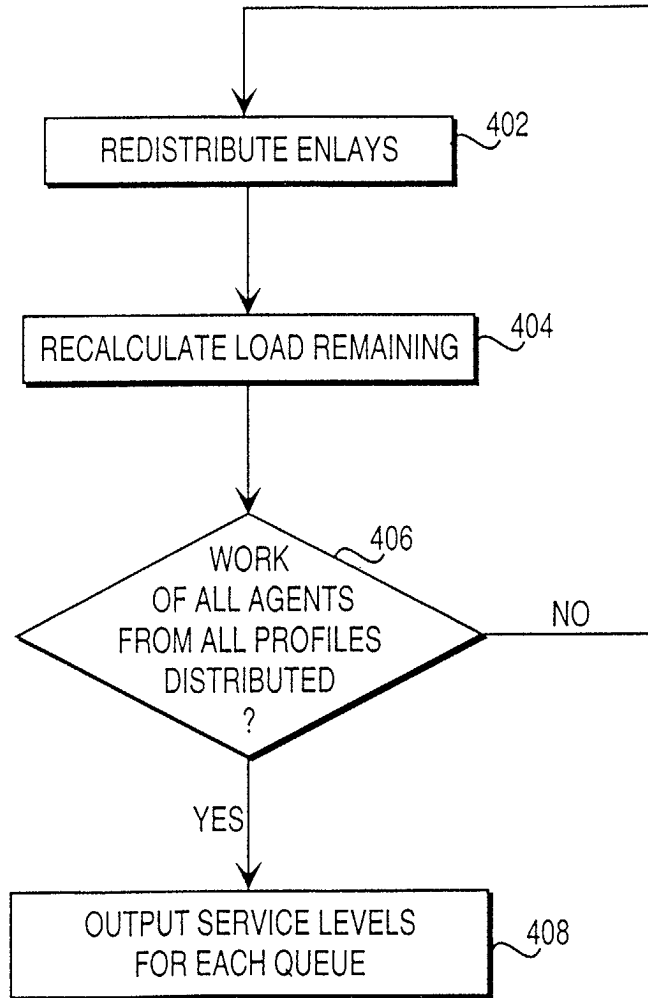 REDISTRIBUTE ENLAYS
402
RECALCULATE LOAD REMAINING
404
406
WORK
OF ALL AGENTS
FROM ALL PROFILES
DISTRIBUTED
?
NO
YES
OUTPUT SERVICE LEVELS
FOR EACH QUEUE
408